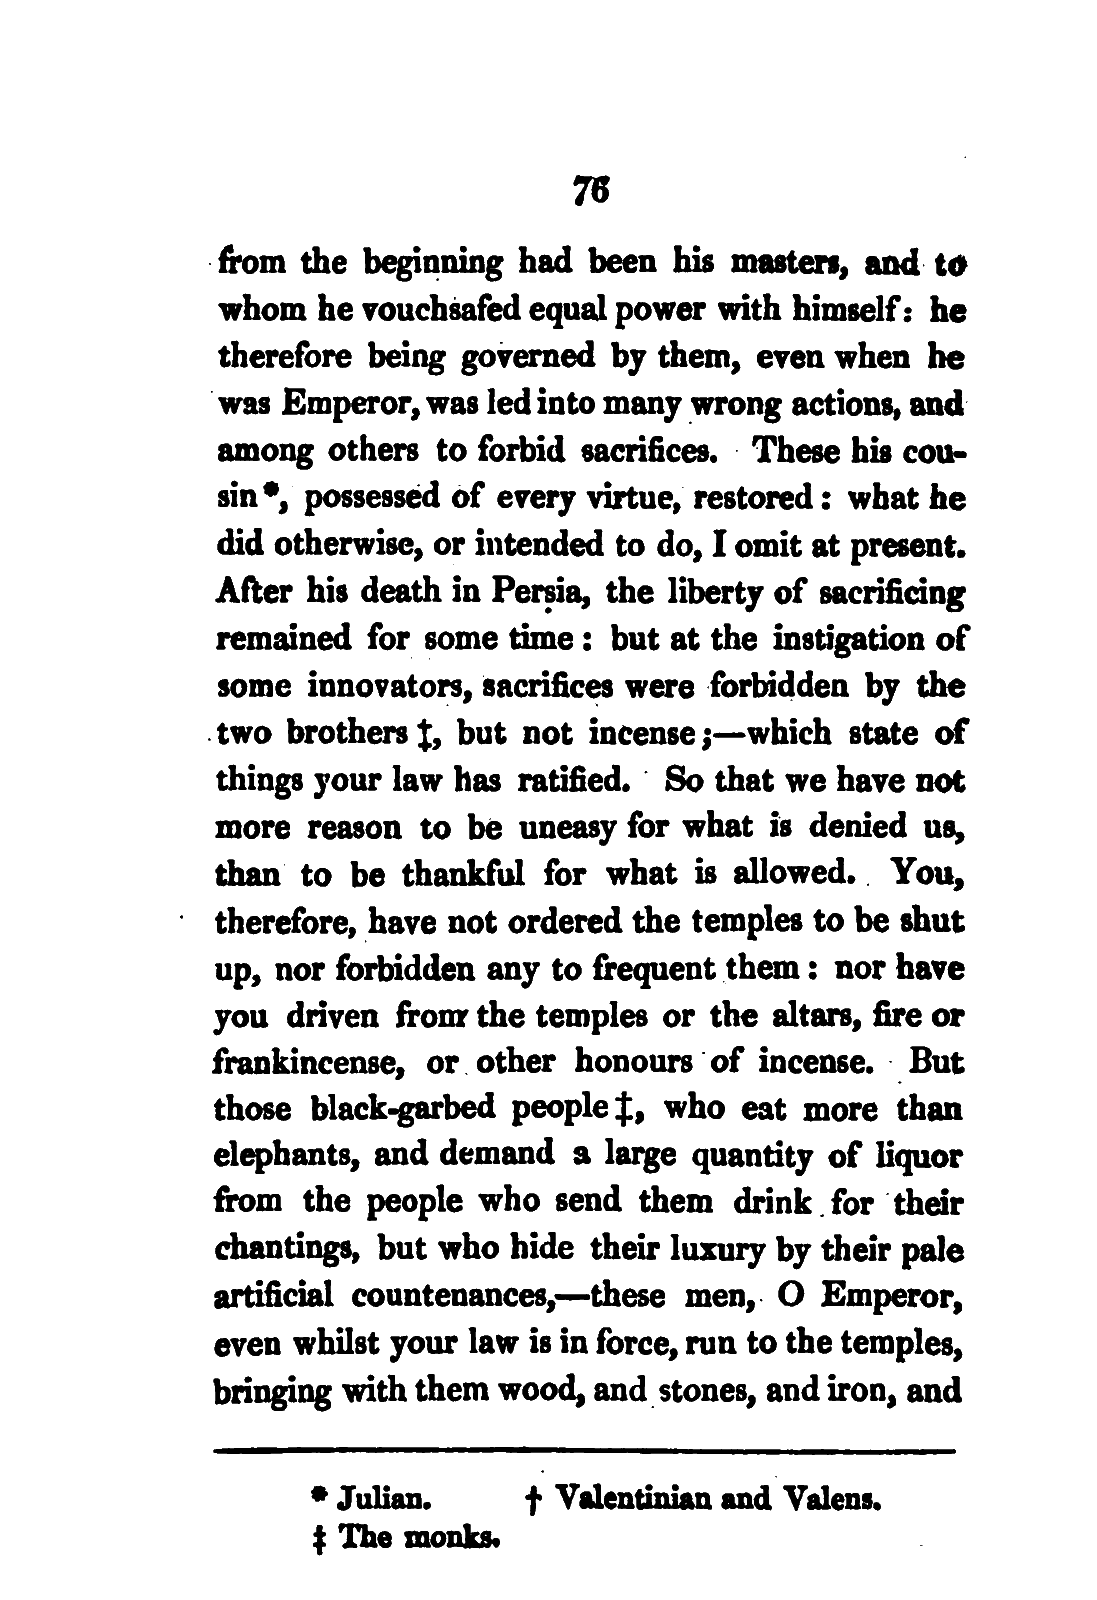 76
from the beginning had been his masters, and to
whom he vouchsafed equal power with himself: he
therefore being governed by them, even when he
was Emperor, was led into many wrong actions, and
among others to forbid sacrifices. These his cou-
sin*, possessed of every virtue, restored: what he
did otherwise, or intended to do, I omit at present.
After his death in Persia, the liberty of sacrificing
remained for some time: but at the instigation of
some innovators, sacrifices were forbidden by the
two brothers ‡, but not incense;—which state of
things your law has ratified. So that we have not
more reason to be uneasy for what is denied us,
than to be thankful for what is allowed. You,
therefore, have not ordered the temples to be shut
up, nor forbidden any to frequent them: nor have
you driven from the temples or the altars, fire or
frankincense, or other honours of incense. But
those black-garbed people ‡, who eat more than
elephants, and demand a large quantity of liquor
from the people who send them drink for their
chantings, but who hide their luxury by their pale
artificial countenances,—these men, O Emperor,
even whilst your law is in force, run to the temples,
bringing with them wood, and stones, and iron, and
* Julian. † Valentinian and Valens.
‡ The monks.